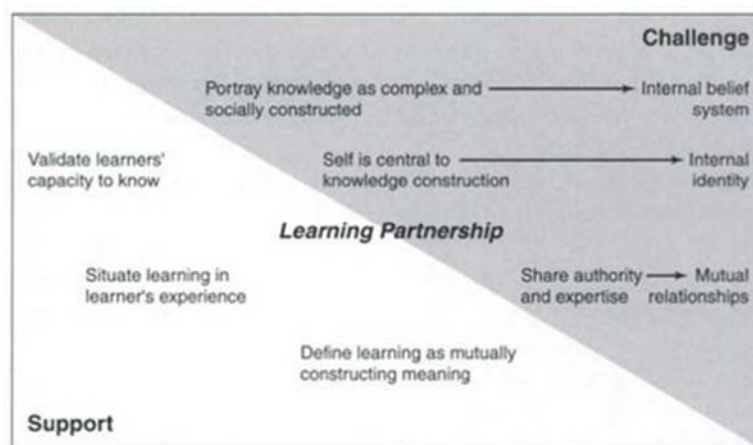 Challenge
Portray knowledge as complex and
socially constructed
Internal belief
system
Validate learners'
capacity to know
Self is central to
knowledge construction
Internal
identity
Learning Partnership
Situate learning in
learner's experience
Share authority
and expertise
Mutual
relationships
Define learning as mutually
constructing meaning
Support